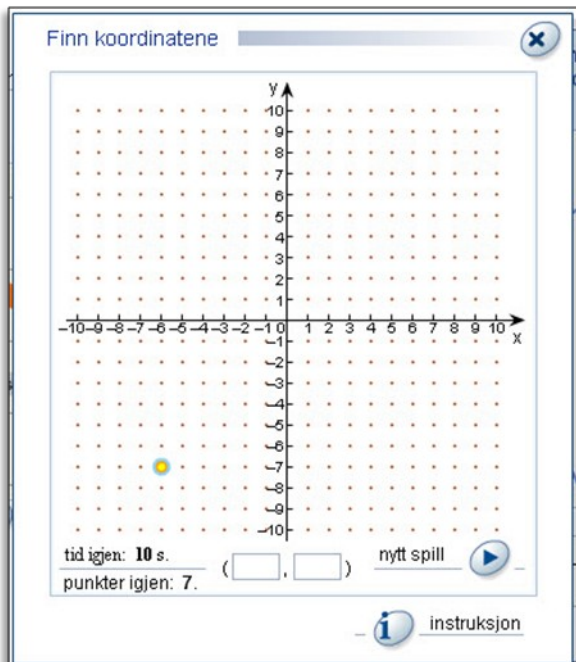 Finn koordinatene
y
10
9
8
7
6
5
4
3
2
1
–10 –9 –8 –7 –6 –5 –4 –3 –2 –1 0 1 2 3 4 5 6 7 8 9 10
x
–1
–2
–3
–4
–5
–6
–7
–8
–9
–10
tid igjen: 10 s. ( , ) nytt spill
punkter igjen: 7.
i instruksjon